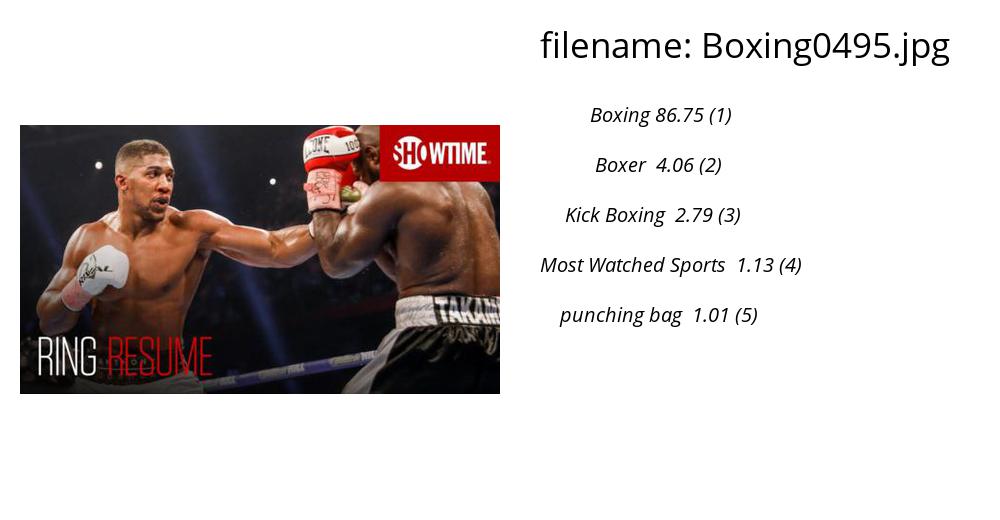 filename: Boxing0495.jpg
Boxing 86.75 (1)
Boxer 4.06 (2)
Kick Boxing 2.79 (3)
Most Watched Sports 1.13 (4)
punching bag 1.01 (5)
SHOWTIME
RING RESUME